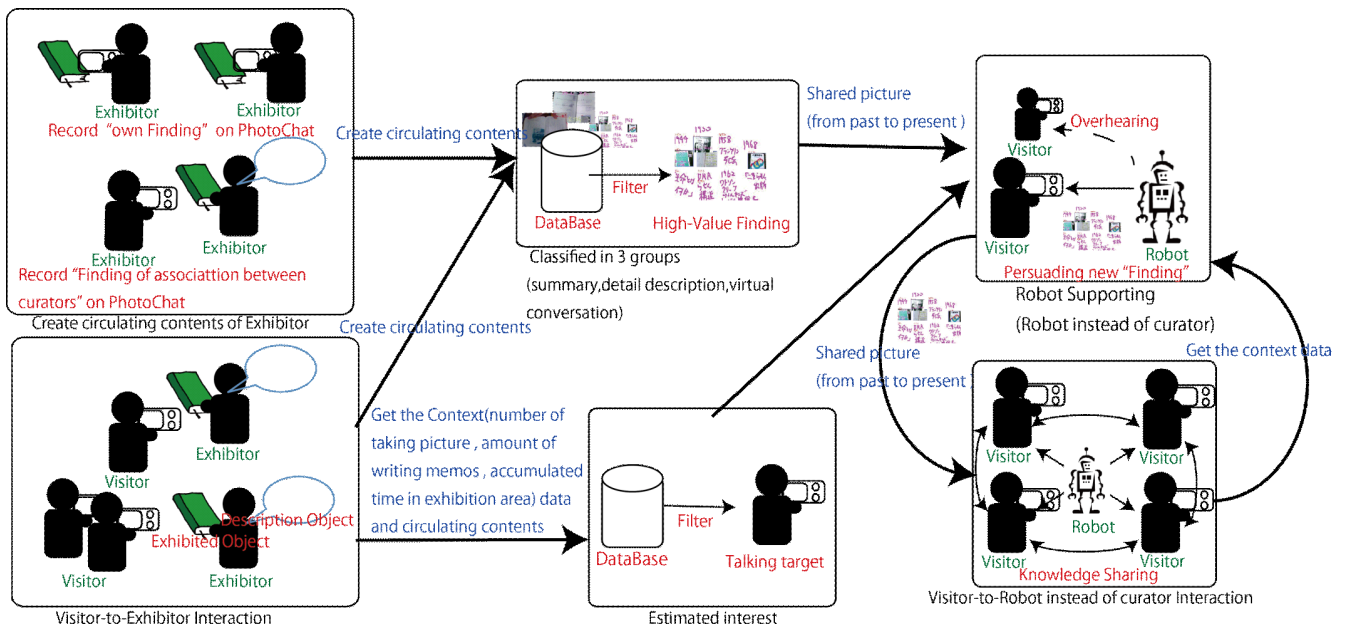 Exhibitor
Exhibitor
Record "own Finding" on PhotoChat
Exhibitor
Exhibitor
Record "Finding of associattion between
curators" on PhotoChat
Create circulating contents of Exhibitor
Create circulating contents
Create circulating contents
DataBase
Filter
1920
1958
1968
1962
High-Value Finding
Classified in 3 groups
(summary,detail description,virtual
conversation)
Shared picture
(from past to present )
Overhearing
Visitor
Visitor
Robot
Persuading new "Finding"
Robot Supporting
(Robot instead of curator)
Visitor
Exhibitor
Description Object
Exhibited Object
Visitor
Exhibitor
Visitor-to-Exhibitor Interaction
Get the Context(number of
taking picture , amount of
writing memos , accumulated
time in exhibition area) data
and circulating contents
DataBase
Filter
Talking target
Estimated interest
Shared picture
(from past to present )
Get the context data
Visitor
Visitor
Robot
Visitor
Visitor
Knowledge Sharing
Visitor-to-Robot instead of curator Interaction